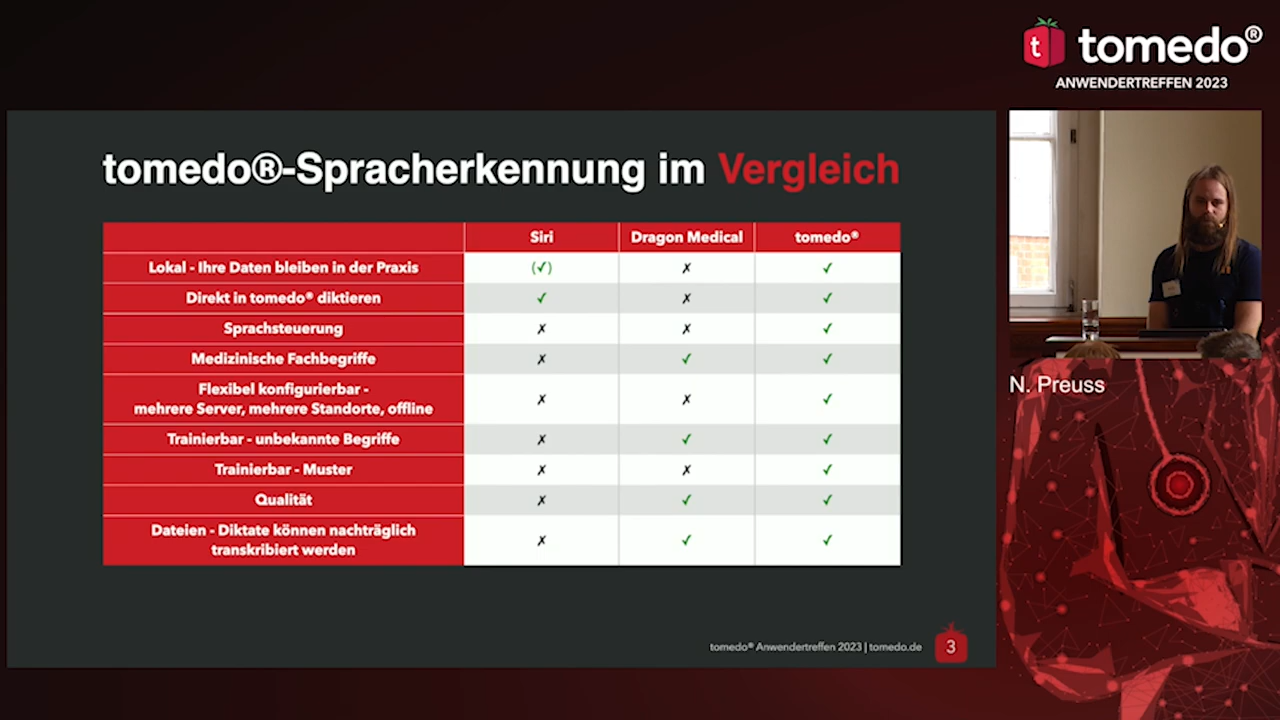 tomedo®
ANWENDERTREFFEN 2023
tomedo®-Spracherkennung im Vergleich
Siri Dragon Medical tomedo®
Lokal - Ihre Daten bleiben in der Praxis (✓) ✗ ✓
Direkt in tomedo® diktieren ✓ ✗ ✓
Sprachsteuerung ✗ ✗ ✓
Medizinische Fachbegriffe ✗ ✓ ✓
Flexibel konfigurierbar -
mehrere Server, mehrere Standorte, offline ✗ ✗ ✓
Trainierbar - unbekannte Begriffe ✗ ✓ ✓
Trainierbar - Muster ✗ ✗ ✓
Qualität ✗ ✓ ✓
Dateien - Diktate können nachträglich
transkribiert werden ✗ ✓ ✓
tomedo® Anwendertreffen 2023 | tomedo.de 3
N. Preuss